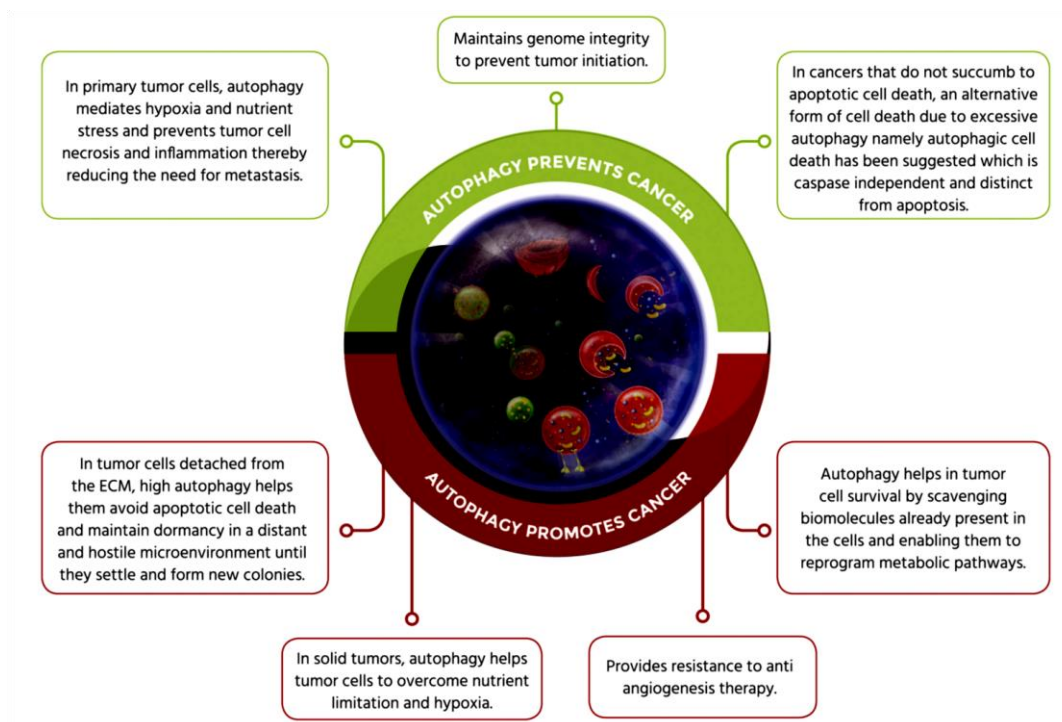 Maintains genome integrity
to prevent tumor initiation.
In primary tumor cells, autophagy
mediates hypoxia and nutrient
stress and prevents tumor cell
necrosis and inflammation thereby
reducing the need for metastasis.
In cancers that do not succumb to
apoptotic cell death, an alternative
form of cell death due to excessive
autophagy namely autophagic cell
death has been suggested which is
caspase independent and distinct
from apoptosis.
AUTOPHAGY PREVENTS CANCER
AUTOPHAGY PROMOTES CANCER
In tumor cells detached from
the ECM, high autophagy helps
them avoid apoptotic cell death
and maintain dormancy in a distant
and hostile microenvironment until
they settle and form new colonies.
Autophagy helps in tumor
cell survival by scavenging
biomolecules already present in
the cells and enabling them to
reprogram metabolic pathways.
In solid tumors, autophagy helps
tumor cells to overcome nutrient
limitation and hypoxia.
Provides resistance to anti
angiogenesis therapy.